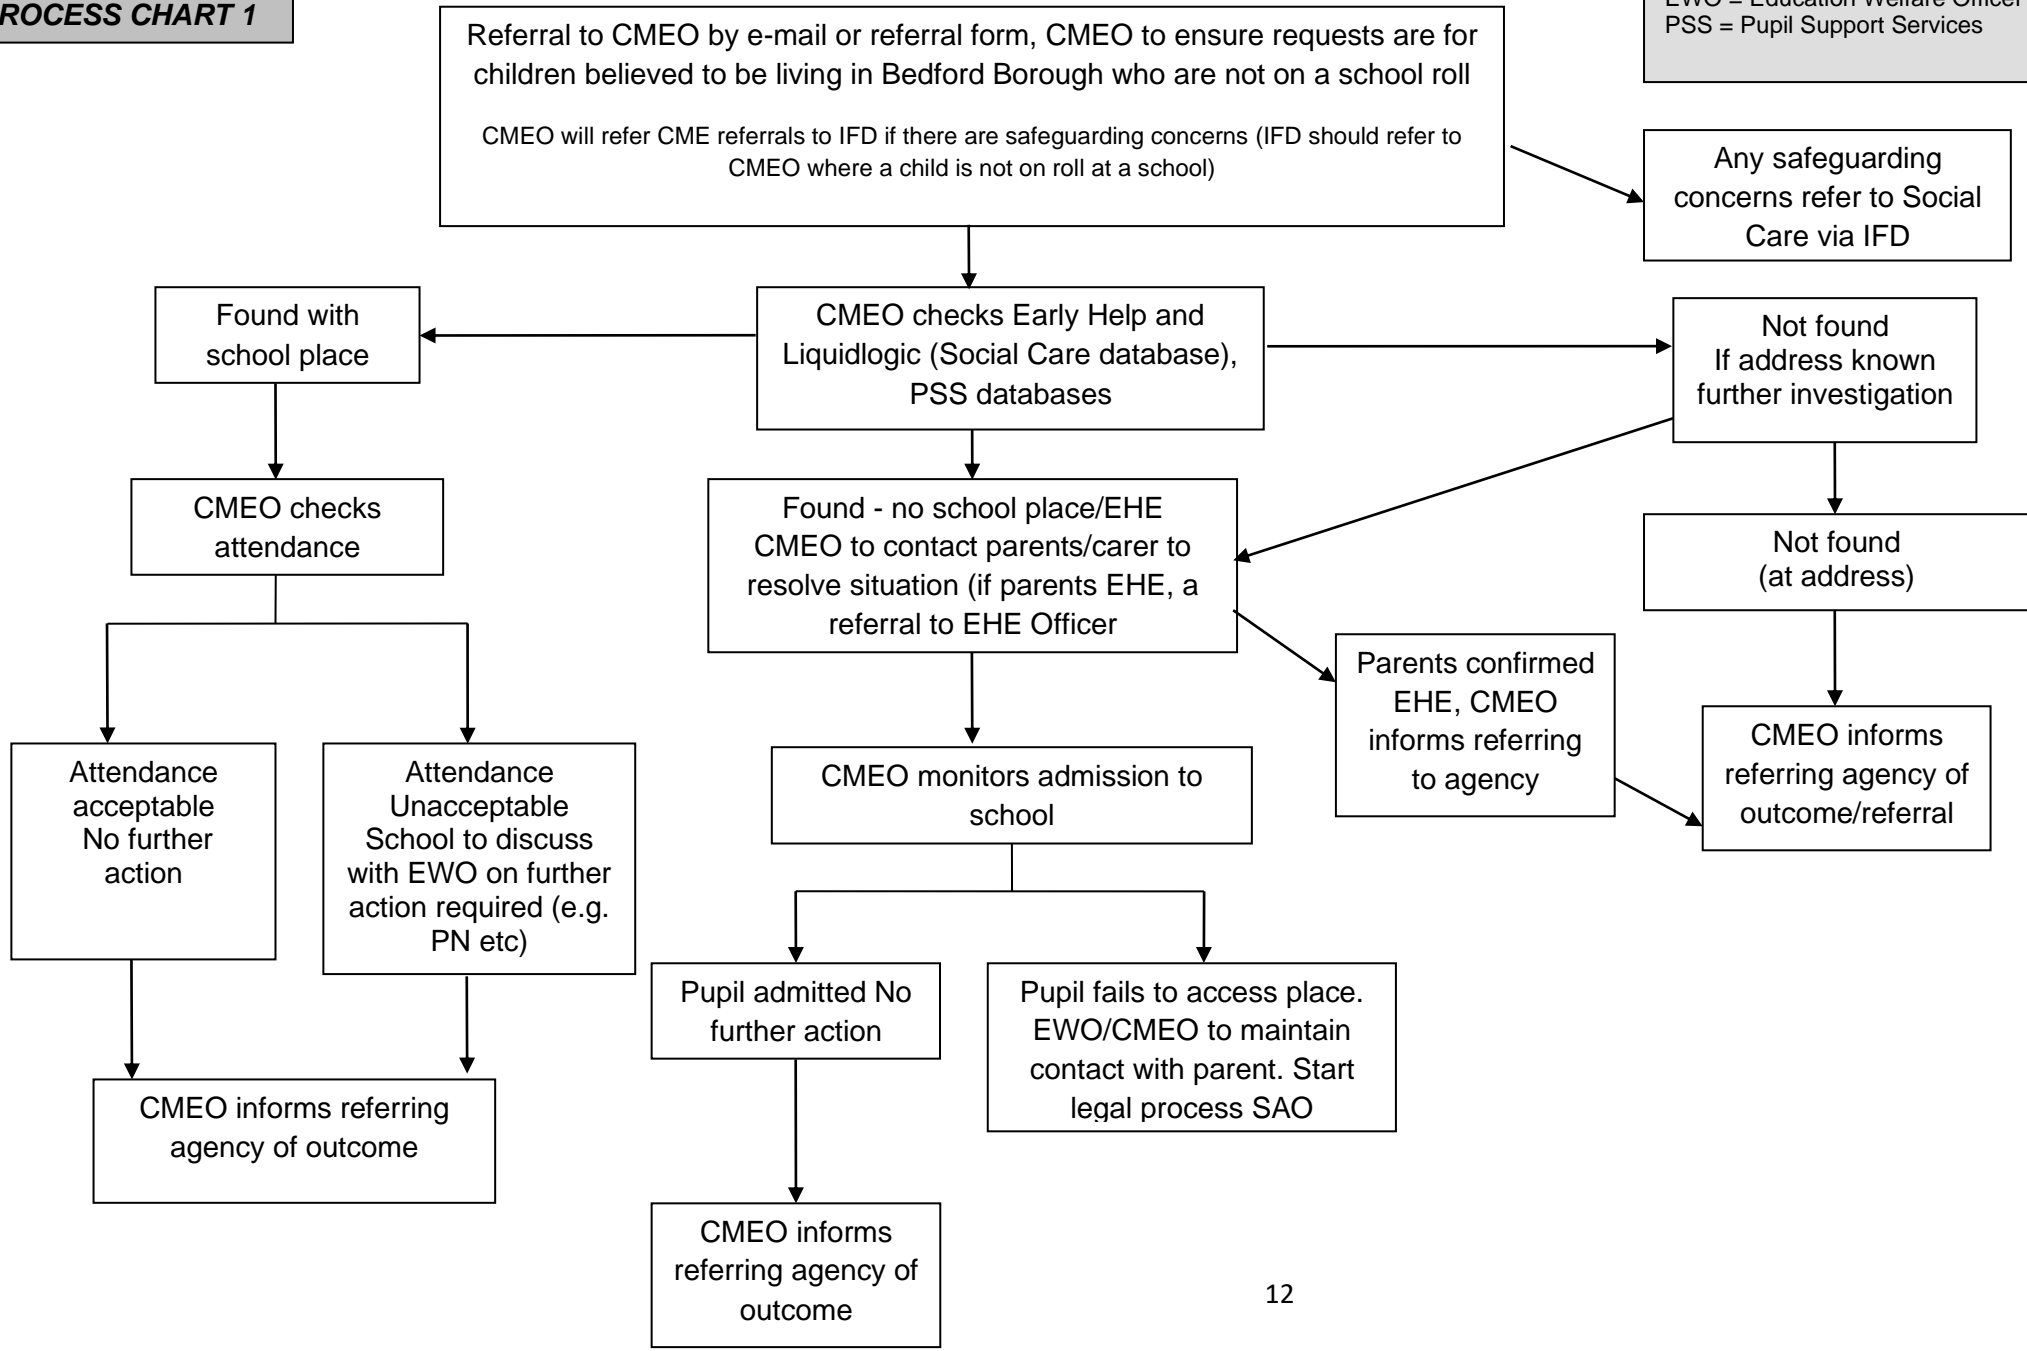 ROCESS CHART 1
EWO = Education Welfare Officer
PSS = Pupil Support Services
Referral to CMEO by e-mail or referral form, CMEO to ensure requests are for
children believed to be living in Bedford Borough who are not on a school roll
CMEO will refer CME referrals to IFD if there are safeguarding concerns (IFD should refer to
CMEO where a child is not on roll at a school)
Any safeguarding
concerns refer to Social
Care via IFD
Found with
school place
CMEO checks Early Help and
Liquidlogic (Social Care database),
PSS databases
Not found
If address known
further investigation
CMEO checks
attendance
Found - no school place/EHE
CMEO to contact parents/carer to
resolve situation (if parents EHE, a
referral to EHE Officer
Not found
(at address)
Parents confirmed
EHE, CMEO
informs referring
to agency
CMEO informs
referring agency of
outcome/referral
Attendance
acceptable
No further
action
Attendance
Unacceptable
School to discuss
with EWO on further
action required (e.g.
PN etc)
CMEO monitors admission to
school
Pupil admitted No
further action
Pupil fails to access place.
EWO/CMEO to maintain
contact with parent. Start
legal process SAO
CMEO informs referring
agency of outcome
CMEO informs
referring agency of
outcome
12